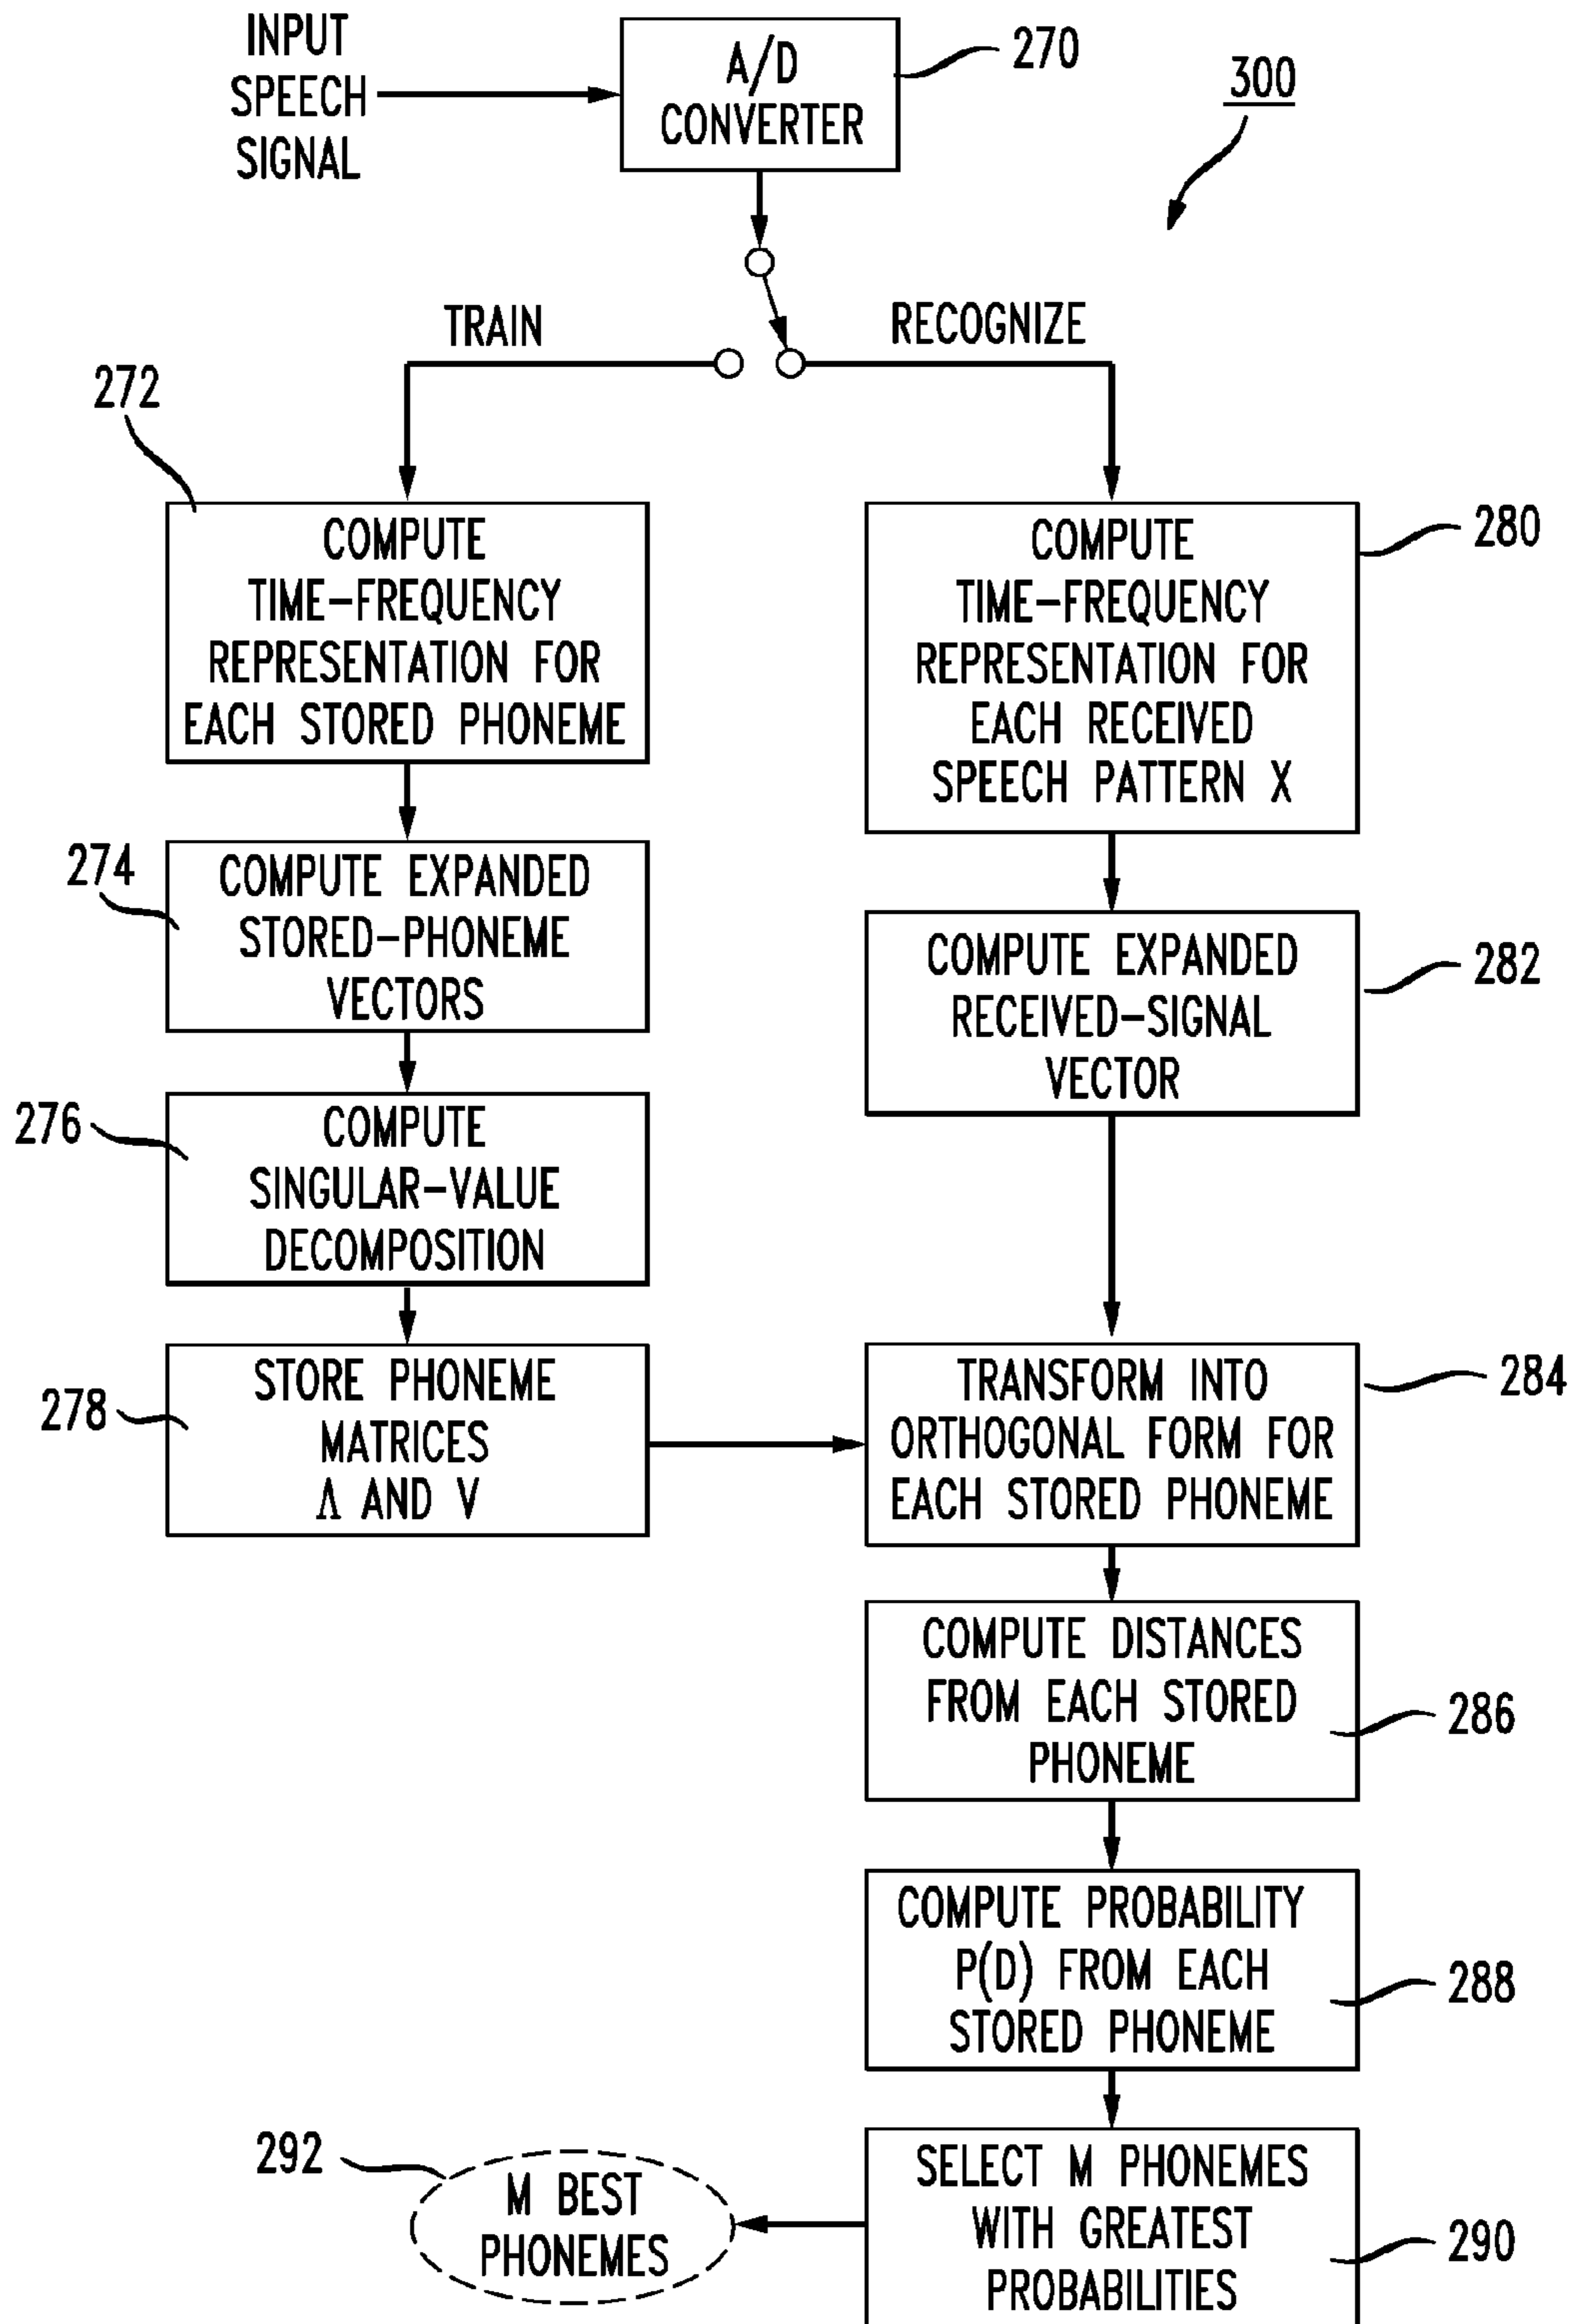 INPUT
SPEECH
SIGNAL
A/D
CONVERTER
270
300
TRAIN
RECOGNIZE
272
COMPUTE
TIME-FREQUENCY
REPRESENTATION FOR
EACH STORED PHONEME
280
COMPUTE
TIME-FREQUENCY
REPRESENTATION FOR
EACH RECEIVED
SPEECH PATTERN X
274
COMPUTE EXPANDED
STORED-PHONEME
VECTORS
282
COMPUTE EXPANDED
RECEIVED-SIGNAL
VECTOR
276
COMPUTE
SINGULAR-VALUE
DECOMPOSITION
278
STORE PHONEME
MATRICES
Λ AND V
284
TRANSFORM INTO
ORTHOGONAL FORM FOR
EACH STORED PHONEME
COMPUTE DISTANCES
FROM EACH STORED
PHONEME
286
COMPUTE PROBABILITY
P(D) FROM EACH
STORED PHONEME
288
SELECT M PHONEMES
WITH GREATEST
PROBABILITIES
290
292
M BEST
PHONEMES